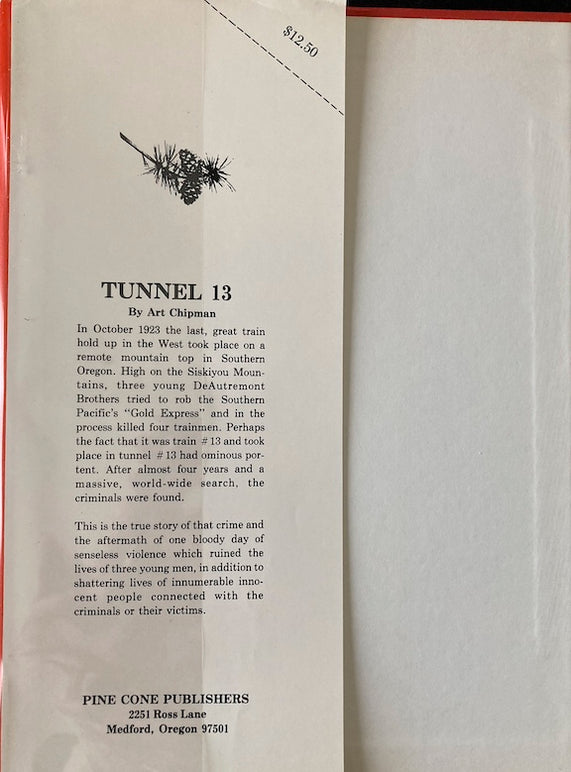 $12.50
TUNNEL 13
By Art Chipman
In October 1923 the last, great train
hold up in the West took place on a
remote mountain top in Southern
Oregon. High on the Siskiyou Moun-
tains, three young DeAutremont
Brothers tried to rob the Southern
Pacific's "Gold Express" and in the
process killed four trainmen. Perhaps
the fact that it was train #13 and took
place in tunnel #13 had ominous por-
tent. After almost four years and a
massive, world-wide search, the
criminals were found.
This is the true story of that crime and
the aftermath of one bloody day of
senseless violence which ruined the
lives of three young men, in addition to
shattering lives of innumerable inno-
cent people connected with the
criminals or their victims.
PINE CONE PUBLISHERS
2251 Ross Lane
Medford, Oregon 97501